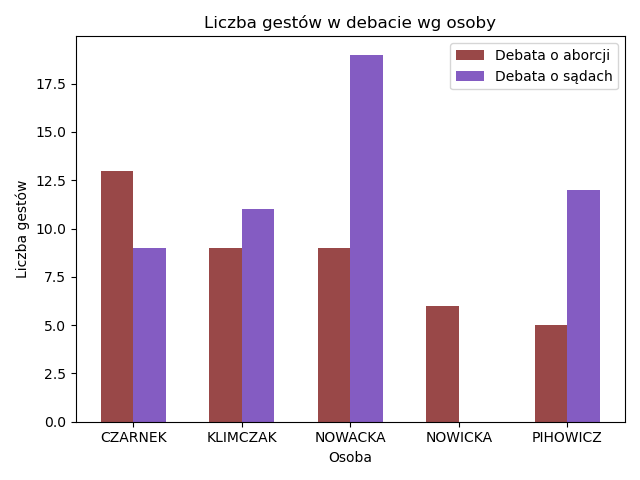 Liczba gestów w debacie wg osoby
Debata o aborcji
Debata o sądach
Liczba gestów
17.5
15.0
12.5
10.0
7.5
5.0
2.5
0.0
CZARNEK KLIMCZAK NOWACKA NOWICKA PIHOWICZ
Osoba